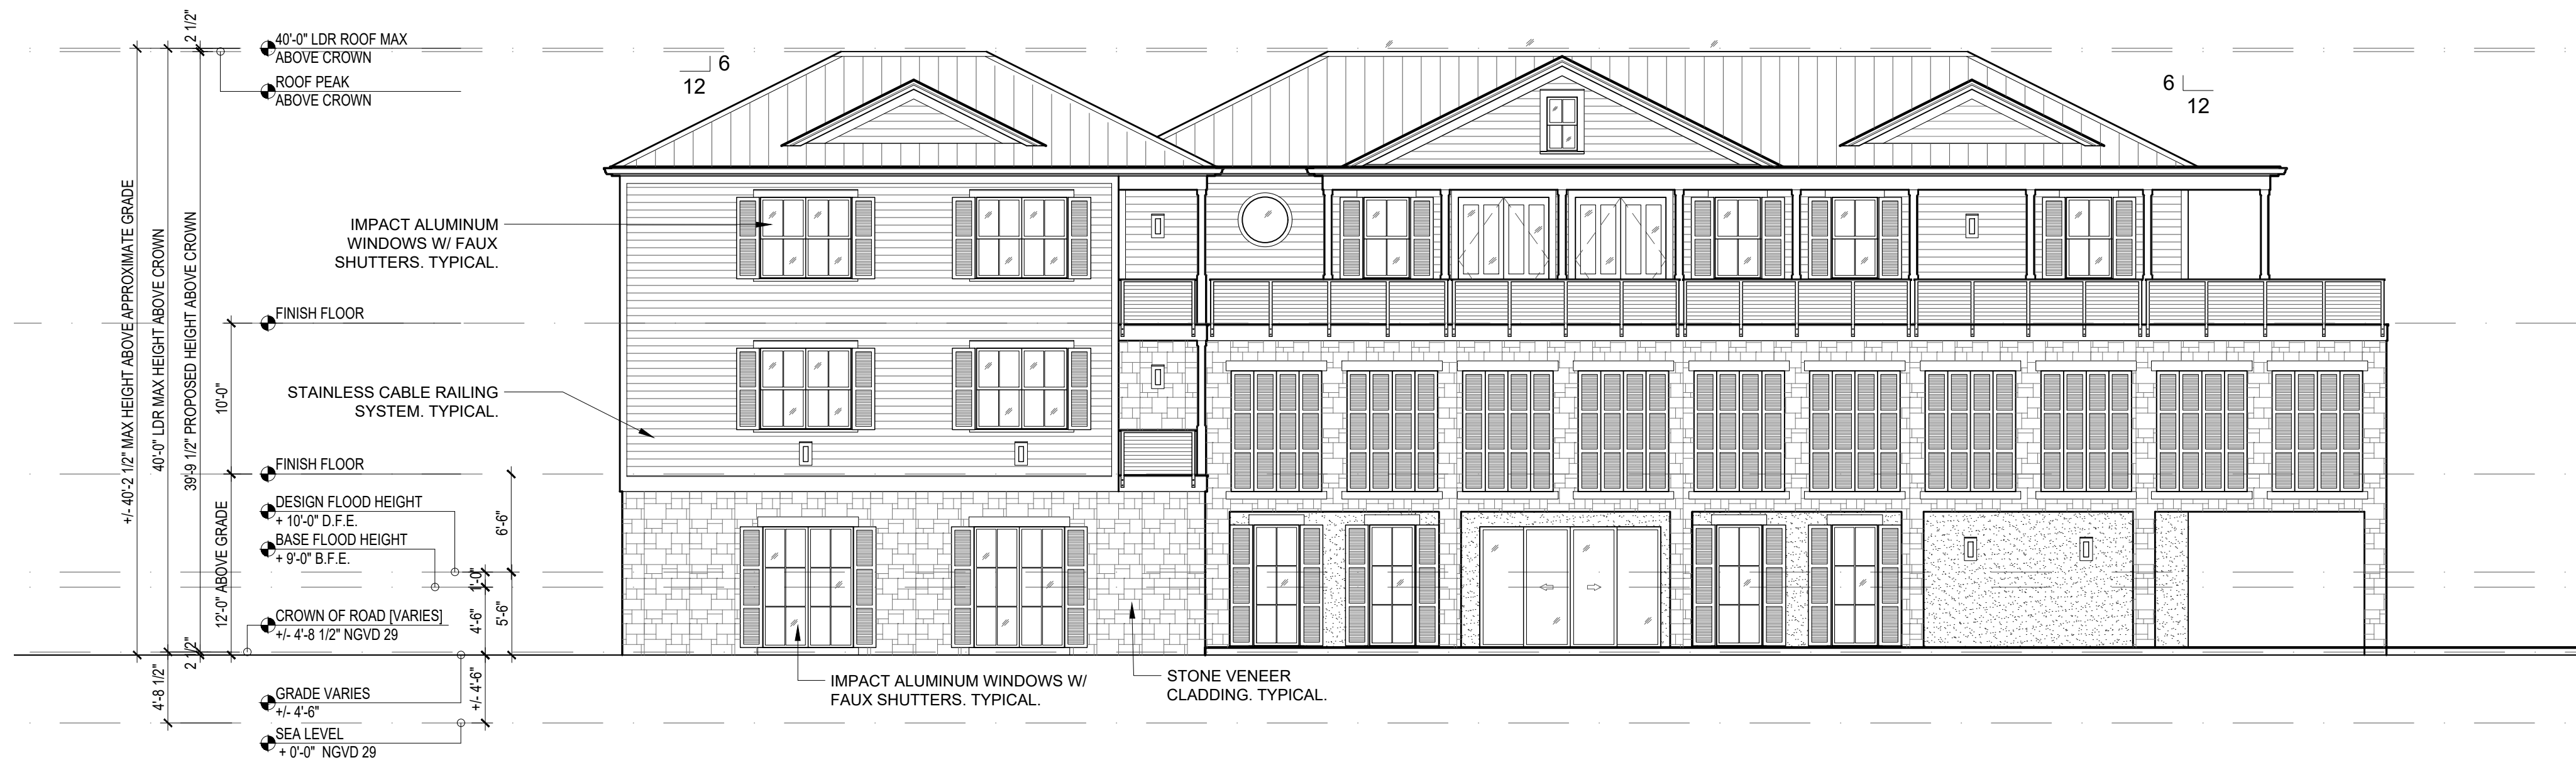 2 1/2"
40'-0" LDR ROOF MAX
ABOVE CROWN
ROOF PEAK
ABOVE CROWN
6
12
6
12
+/- 40'-2 1/2" MAX HEIGHT ABOVE APPROXIMATE GRADE
40'-0" LDR MAX HEIGHT ABOVE CROWN
39'-9 1/2" PROPOSED HEIGHT ABOVE CROWN
IMPACT ALUMINUM
WINDOWS W/ FAUX
SHUTTERS. TYPICAL.
FINISH FLOOR
10'-0"
STAINLESS CABLE RAILING
SYSTEM. TYPICAL.
FINISH FLOOR
12'-0" ABOVE GRADE
DESIGN FLOOD HEIGHT
+ 10'-0" D.F.E.
BASE FLOOD HEIGHT
+ 9'-0" B.F.E.
6'-6"
1'-0"
4'-6"
5'-6"
CROWN OF ROAD [VARIES]
+/- 4'-8 1/2" NGVD 29
2 1/2"
4'-8 1/2"
+/- 4'-6"
GRADE VARIES
+/- 4'-6"
SEA LEVEL
+ 0'-0" NGVD 29
IMPACT ALUMINUM WINDOWS W/
FAUX SHUTTERS. TYPICAL.
STONE VENEER
CLADDING. TYPICAL.